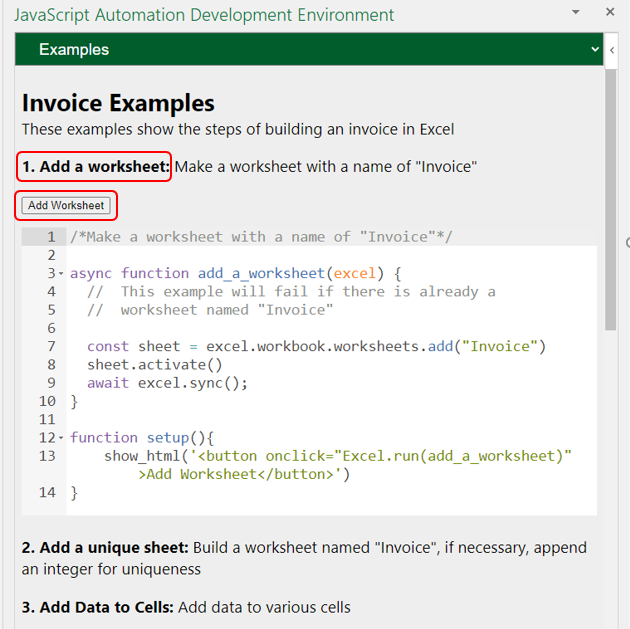 JavaScript Automation Development Environment
Examples
Invoice Examples
These examples show the steps of building an invoice in Excel
1. Add a worksheet: Make a worksheet with a name of "Invoice"
Add Worksheet
1 /*Make a worksheet with a name of "Invoice"*/
2
3 async function add_a_worksheet(excel) {
4 // This example will fail if there is already a
5 // worksheet named "Invoice"
6
7 const sheet = excel.workbook.worksheets.add("Invoice")
8 sheet.activate()
9 await excel.sync();
10 }
11
12 function setup(){
13 show_html('<button onclick="Excel.run(add_a_worksheet)"
>Add Worksheet</button>')
14 }
2. Add a unique sheet: Build a worksheet named "Invoice", if necessary, append
an integer for uniqueness
3. Add Data to Cells: Add data to various cells